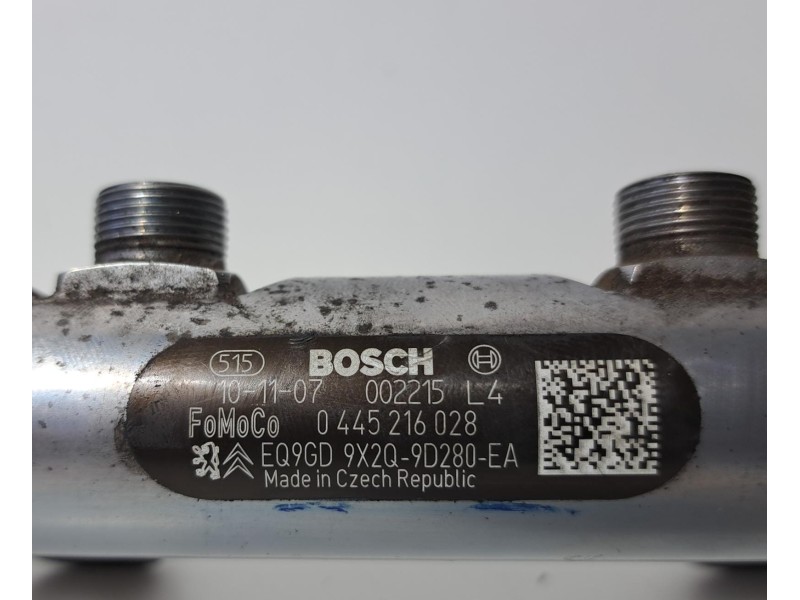 515 BOSCH
10-11-07 002215 L4
FoMoCo 0 445 216 028
EQ9GD 9X2Q-9D280-EA
Made in Czech Republic